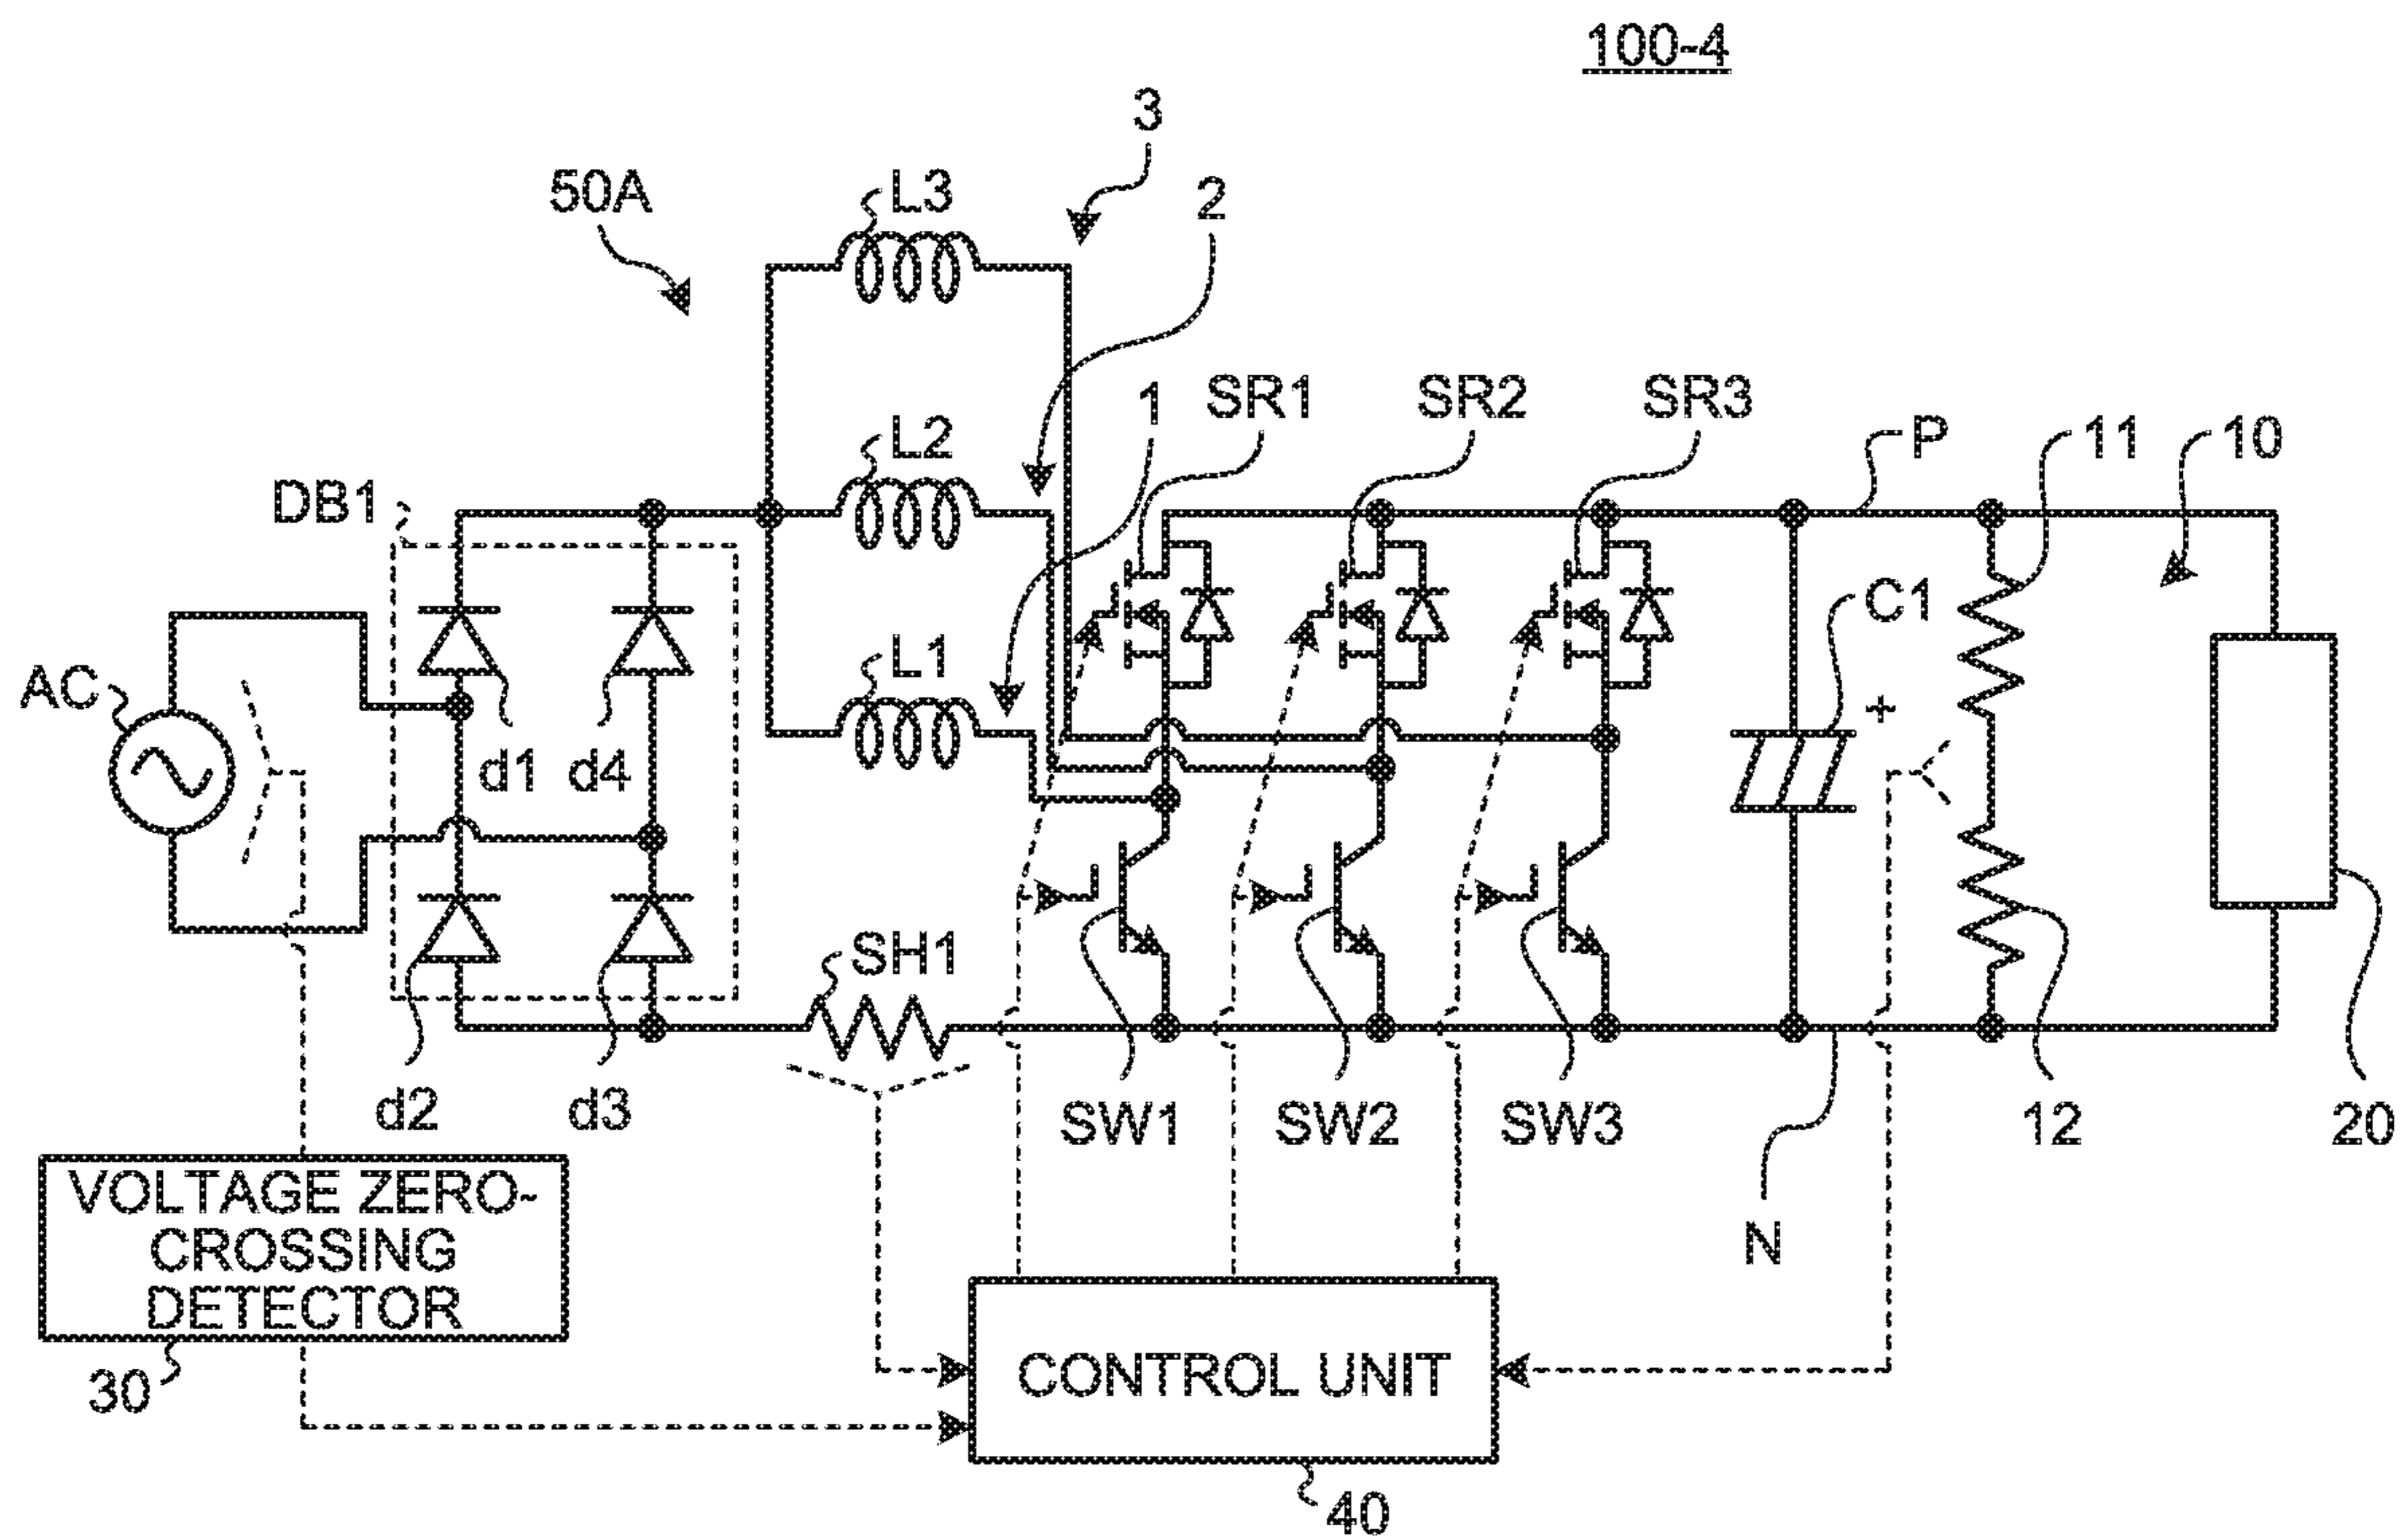 100-4
3
50A
L3
2
1
SR1
SR2
SR3
L2
P
11
10
DB1
C1
L1
AC
+
d1
d4
SH1
d2
d3
SW1
SW2
SW3
12
20
VOLTAGE ZERO-
CROSSING
DETECTOR
N
30
CONTROL UNIT
40